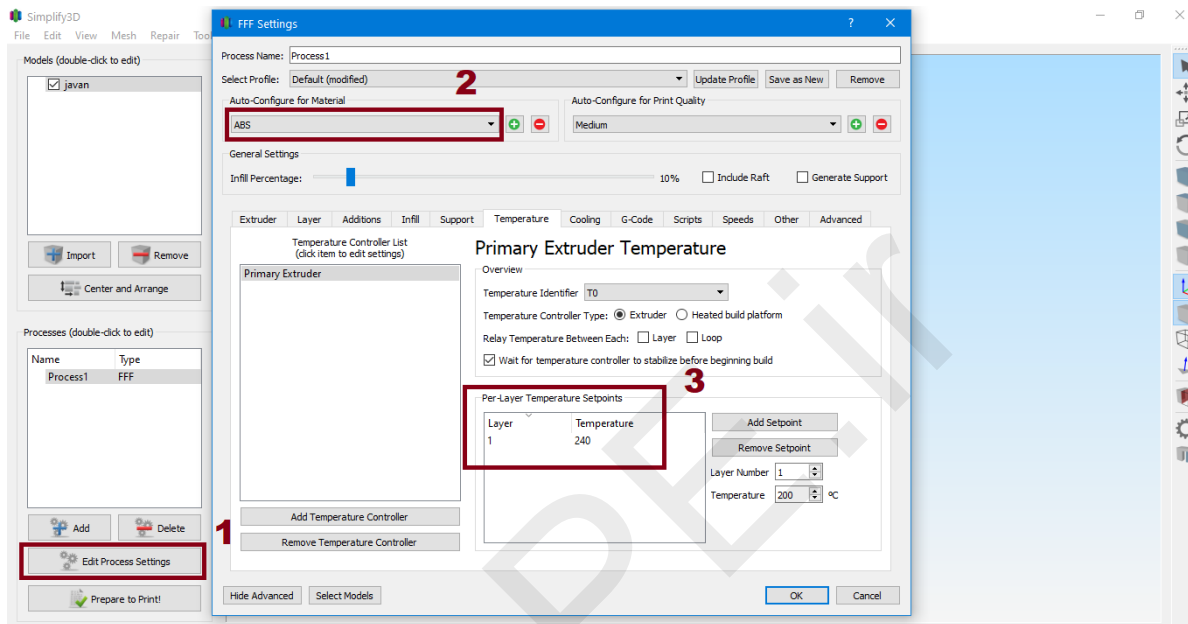 Simplify3D
File Edit View Mesh Repair Tool
Models (double-click to edit)
javan
Import
Remove
Center and Arrange
Processes (double-click to edit)
Name Type
Process1 FFF
Add
Delete
1
Edit Process Settings
Prepare to Print!
FFF Settings
Process Name: Process1
Select Profile: Default (modified) Update Profile Save as New Remove
2
Auto-Configure for Material
ABS
Auto-Configure for Print Quality
Medium
General Settings
Infill Percentage: 10% Include Raft Generate Support
Extruder Layer Additions Infill Support Temperature Cooling G-Code Scripts Speeds Other Advanced
Temperature Controller List
(click item to edit settings)
Primary Extruder
Add Temperature Controller
Remove Temperature Controller
Primary Extruder Temperature
Overview
Temperature Identifier T0
Temperature Controller Type: Extruder Heated build platform
Relay Temperature Between Each: Layer Loop
Wait for temperature controller to stabilize before beginning build
3
Per-Layer Temperature Setpoints
Layer Temperature
1 240
Add Setpoint
Remove Setpoint
Layer Number 1
Temperature 200 ºC
Hide Advanced
Select Models
OK
Cancel